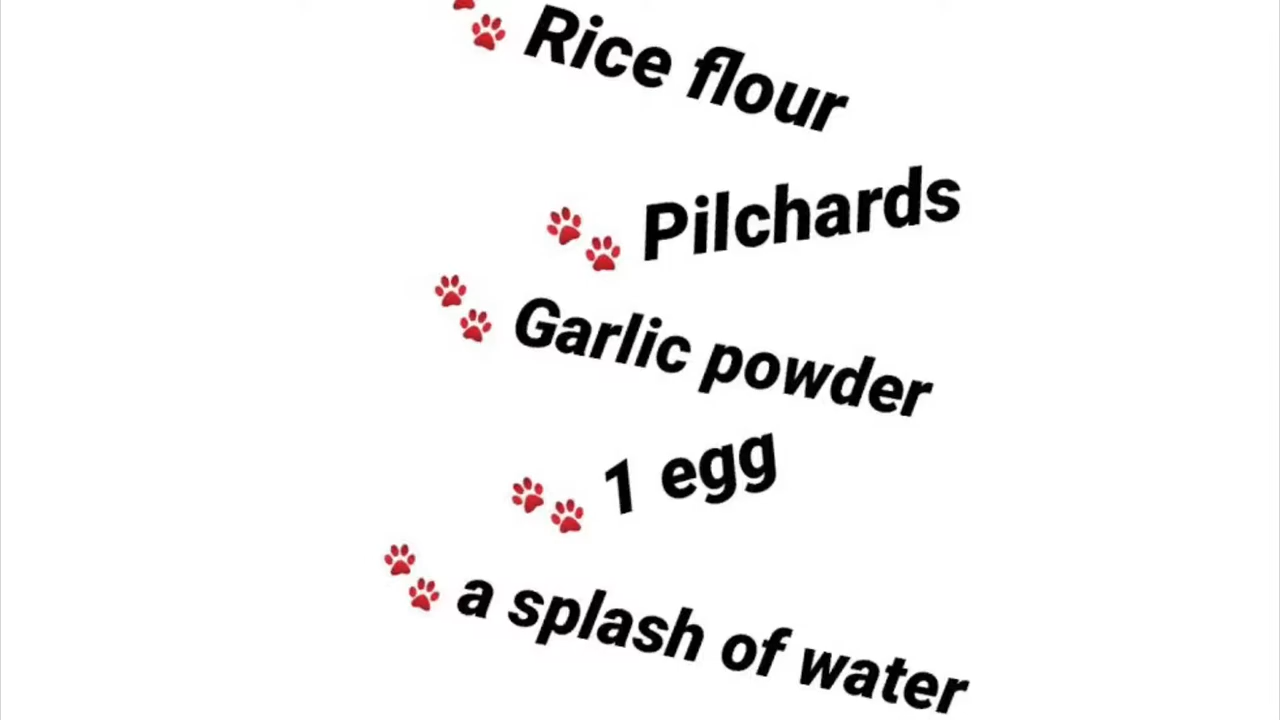 Rice flour
Pilchards
Garlic powder
1 egg
a splash of water